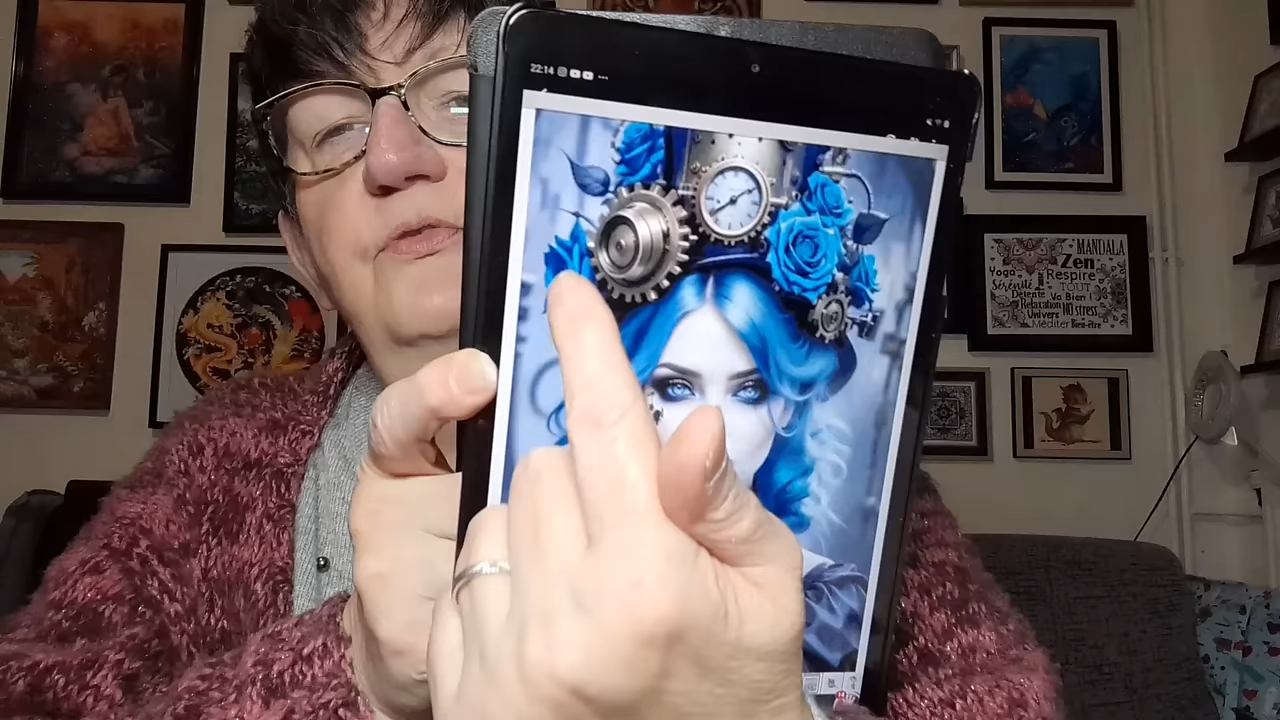 22:14
MANDALA
Zen
Yoga
Respire
Sérénité
TOUT
Détente
Va Bien !
Relaxation
NO stress
Univers
Méditer Bien-être